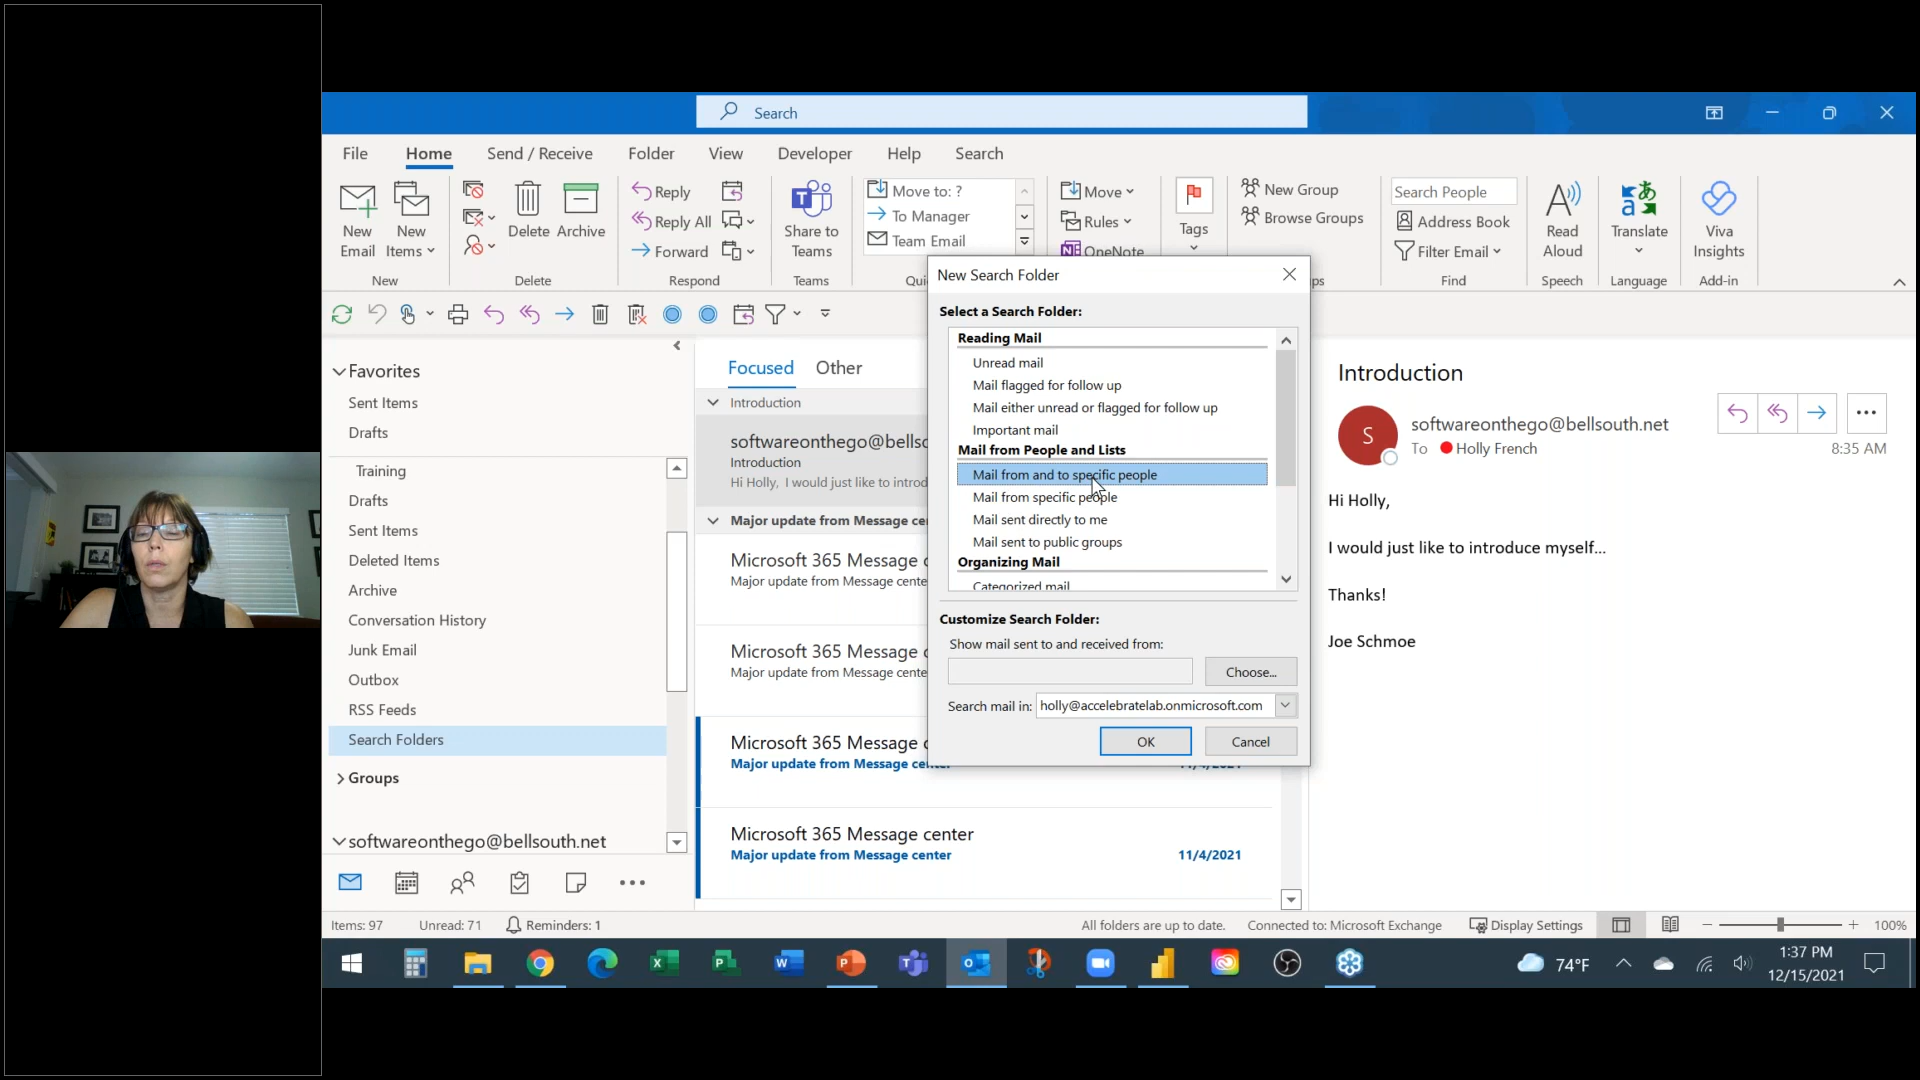 Search
File Home Send / Receive Folder View Developer Help Search
New Email
New Items
New
Delete
Archive
Delete
Reply
Reply All
Forward
Respond
Share to Teams
Teams
Move to: ?
To Manager
Team Email
Move
Rules
OneNote
Tags
New Group
Browse Groups
Search People
Address Book
Filter Email
Find
Read Aloud
Speech
Translate
Language
Viva Insights
Add-in
Favorites
Sent Items
Drafts
Training
Drafts
Sent Items
Deleted Items
Archive
Conversation History
Junk Email
Outbox
RSS Feeds
Search Folders
Groups
softwareonthego@bellsouth.net
Focused Other
Introduction
softwareonthego@bellso
Introduction
Hi Holly, I would just like to introd
Major update from Message ce
Microsoft 365 Message
Major update from Message cente
Microsoft 365 Message
Major update from Message cente
Microsoft 365 Message
Major update from Message
Microsoft 365 Message center
Major update from Message center 11/4/2021
New Search Folder
Select a Search Folder:
Reading Mail
Unread mail
Mail flagged for follow up
Mail either unread or flagged for follow up
Important mail
Mail from People and Lists
Mail from and to specific people
Mail from specific people
Mail sent directly to me
Mail sent to public groups
Organizing Mail
Categorized mail
Customize Search Folder:
Show mail sent to and received from:
Choose...
Search mail in: holly@accelebratelab.onmicrosoft.com
OK Cancel
Introduction
S
softwareonthego@bellsouth.net
To Holly French
8:35 AM
Hi Holly,
I would just like to introduce myself...
Thanks!
Joe Schmoe
Items: 97 Unread: 71 Reminders: 1 All folders are up to date. Connected to: Microsoft Exchange Display Settings 100%
74°F
1:37 PM
12/15/2021